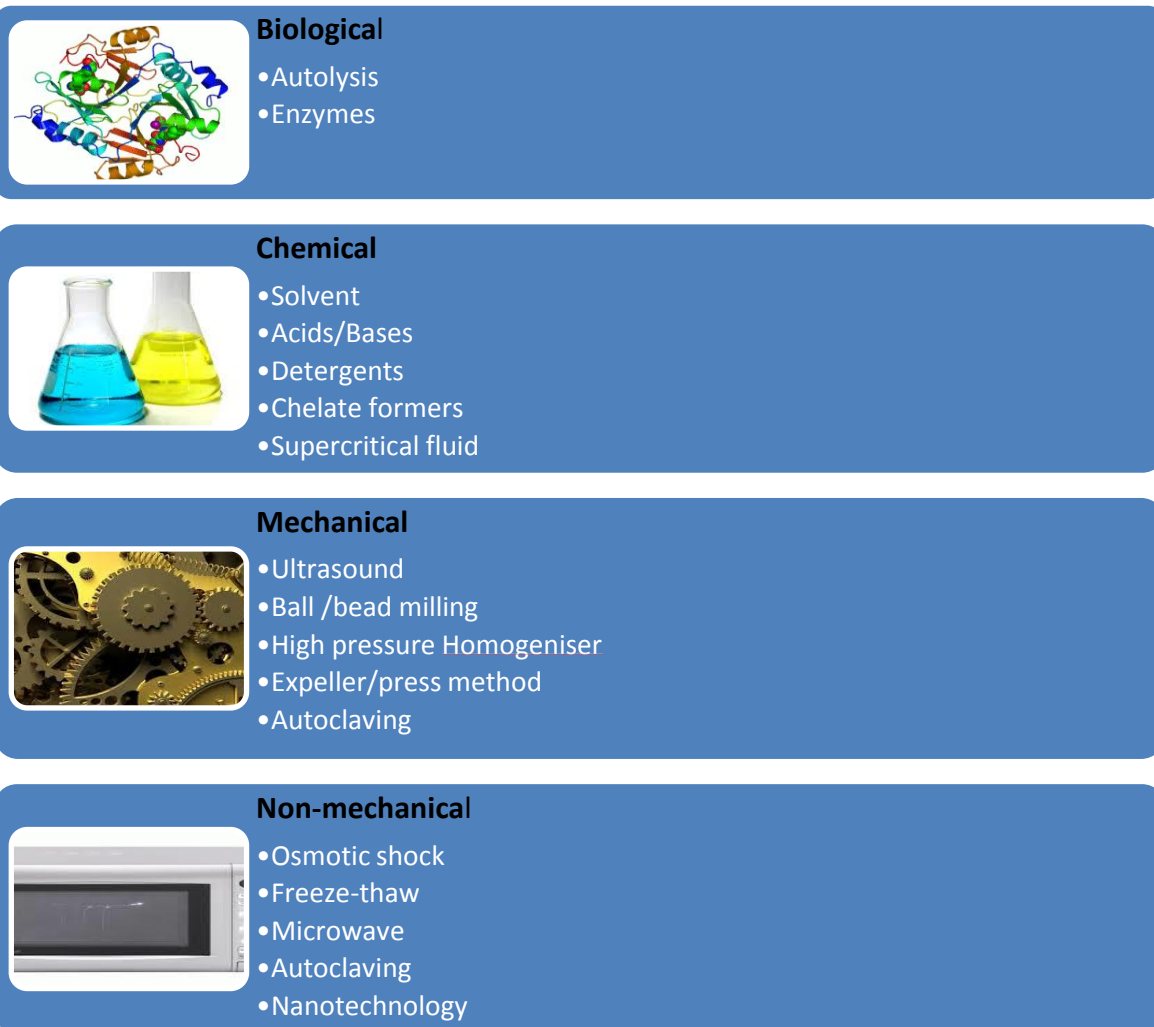 Biological
•Autolysis
•Enzymes
Chemical
•Solvent
•Acids/Bases
•Detergents
•Chelate formers
•Supercritical fluid
Mechanical
•Ultrasound
•Ball /bead milling
•High pressure Homogeniser
•Expeller/press method
•Autoclaving
Non-mechanical
•Osmotic shock
•Freeze-thaw
•Microwave
•Autoclaving
•Nanotechnology